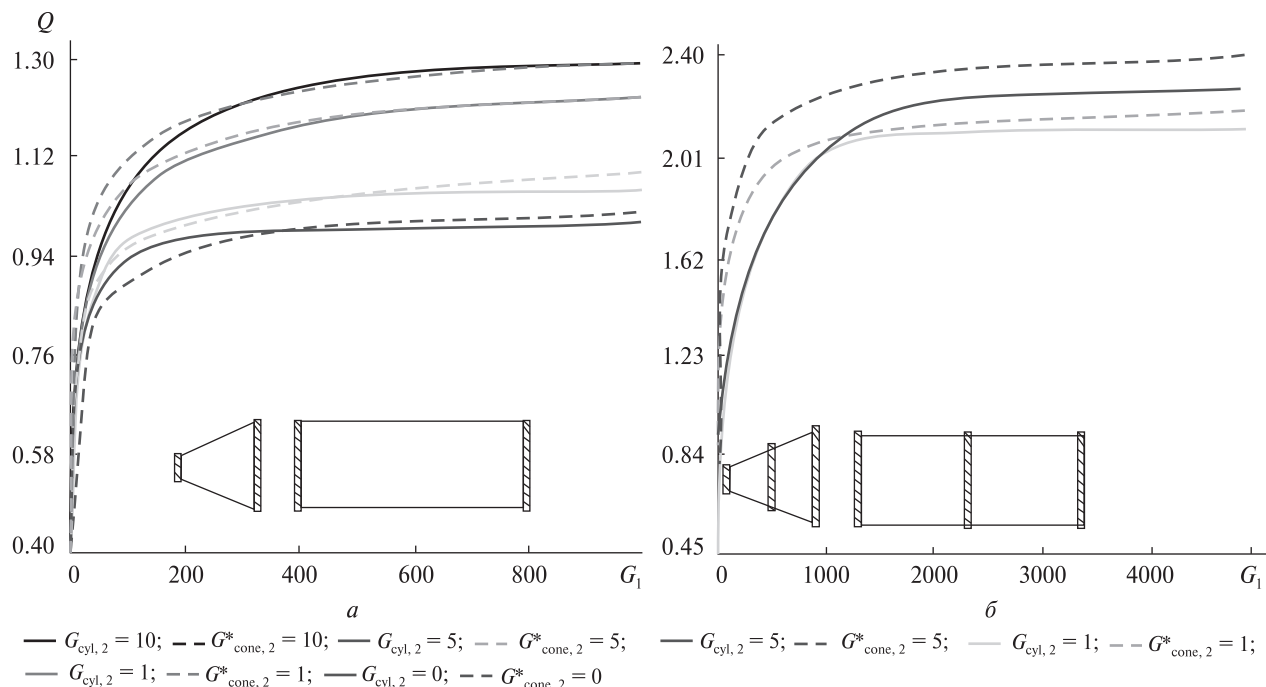 Q
1.30
1.12
0.94
0.76
0.58
0.40
0 200 400 600 800 G1
а
2.40
2.01
1.62
1.23
0.84
0.45
0 1000 2000 3000 4000 G1
б
Gcyl, 2 = 10; G*cone, 2 = 10; Gcyl, 2 = 5; G*cone, 2 = 5;
Gcyl, 2 = 1; G*cone, 2 = 1; Gcyl, 2 = 0; G*cone, 2 = 0
Gcyl, 2 = 5; G*cone, 2 = 5; Gcyl, 2 = 1; G*cone, 2 = 1;